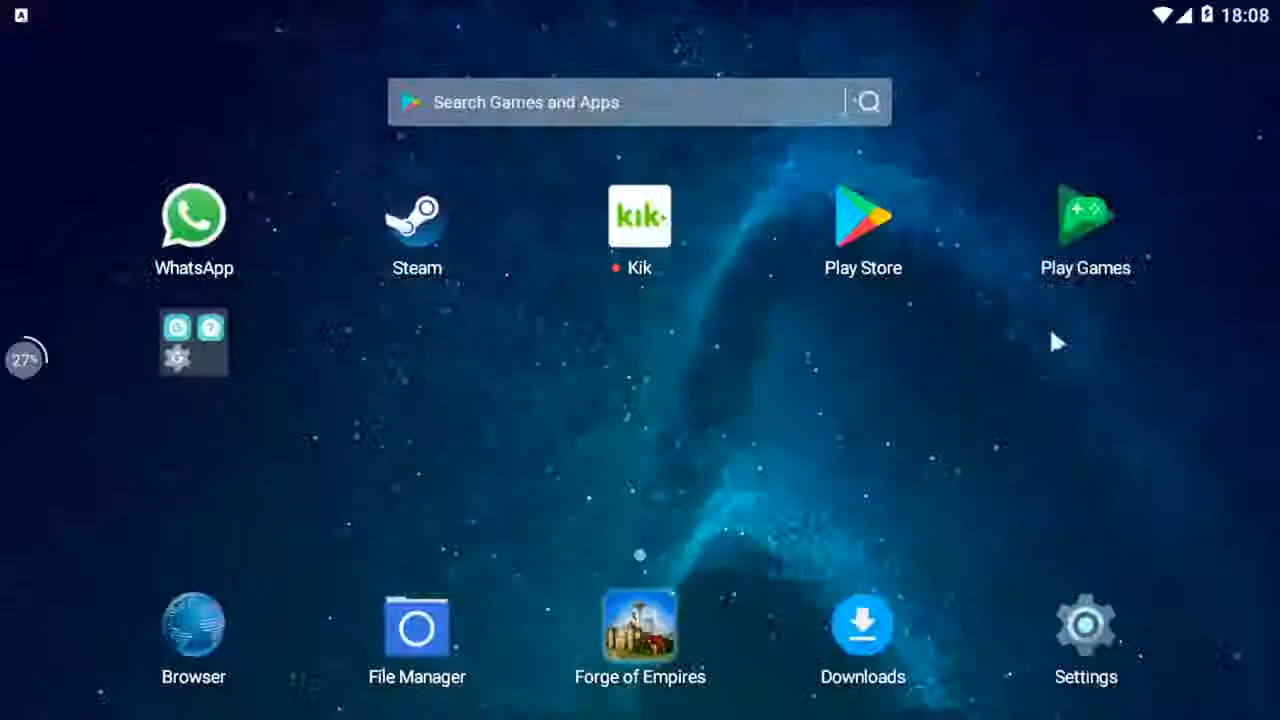 A
18:08
Search Games and Apps
kik
WhatsApp
Steam
Kik
Play Store
Play Games
G ?
G
27%
Browser
File Manager
Forge of Empires
Downloads
Settings